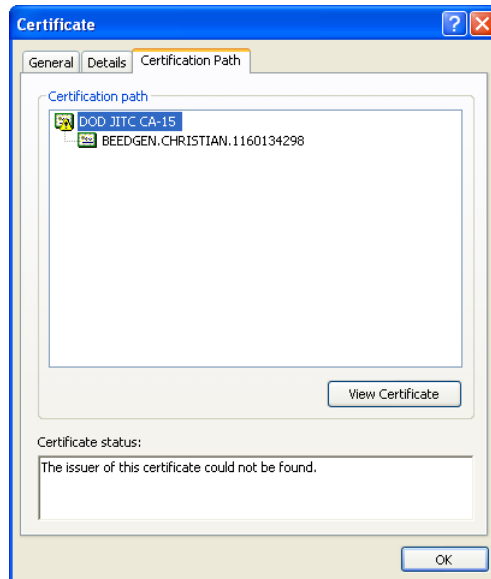 Certificate
General Details Certification Path
Certification path
DOD JITC CA-15
BEEDGEN.CHRISTIAN.1160134298
View Certificate
Certificate status:
The issuer of this certificate could not be found.
OK